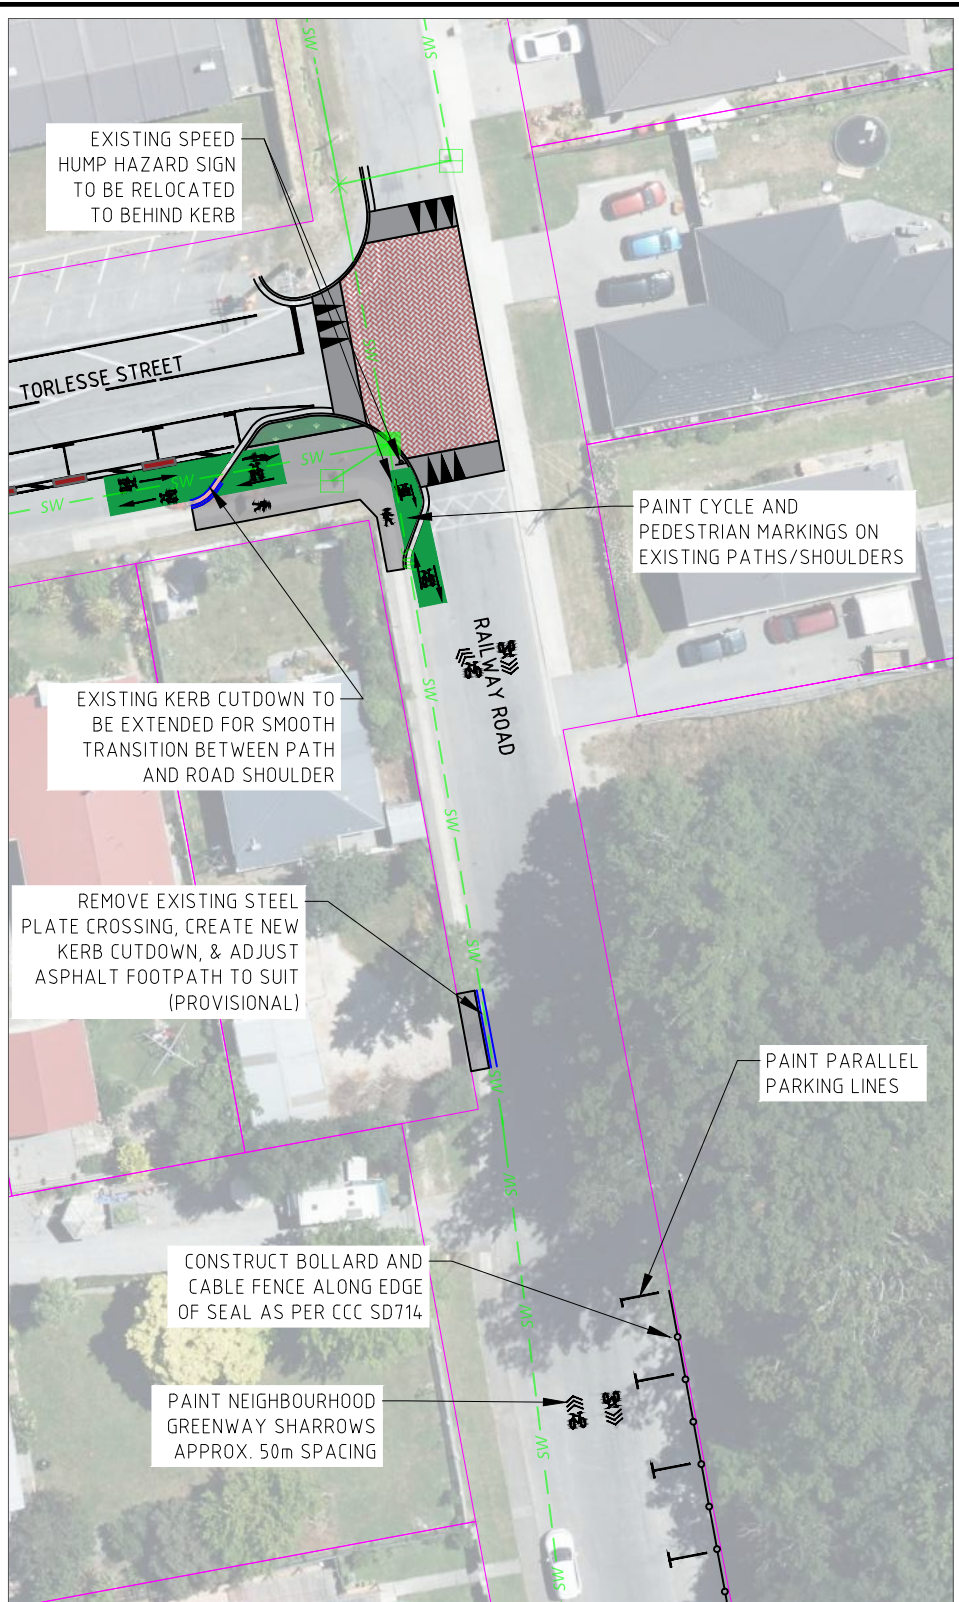 SW
SW
EXISTING SPEED
HUMP HAZARD SIGN
TO BE RELOCATED
TO BEHIND KERB
SW
TORLESSE STREET
SW
SW
SW
PAINT CYCLE AND
PEDESTRIAN MARKINGS ON
EXISTING PATHS/SHOULDERS
RAILWAY ROAD
SW
EXISTING KERB CUTDOWN TO
BE EXTENDED FOR SMOOTH
TRANSITION BETWEEN PATH
AND ROAD SHOULDER
SW
REMOVE EXISTING STEEL
PLATE CROSSING, CREATE NEW
KERB CUTDOWN, & ADJUST
ASPHALT FOOTPATH TO SUIT
(PROVISIONAL)
SW
SW
PAINT PARALLEL
PARKING LINES
SW
CONSTRUCT BOLLARD AND
CABLE FENCE ALONG EDGE
OF SEAL AS PER CCC SD714
SW
PAINT NEIGHBOURHOOD
GREENWAY SHARROWS
APPROX. 50m SPACING
SW
SW